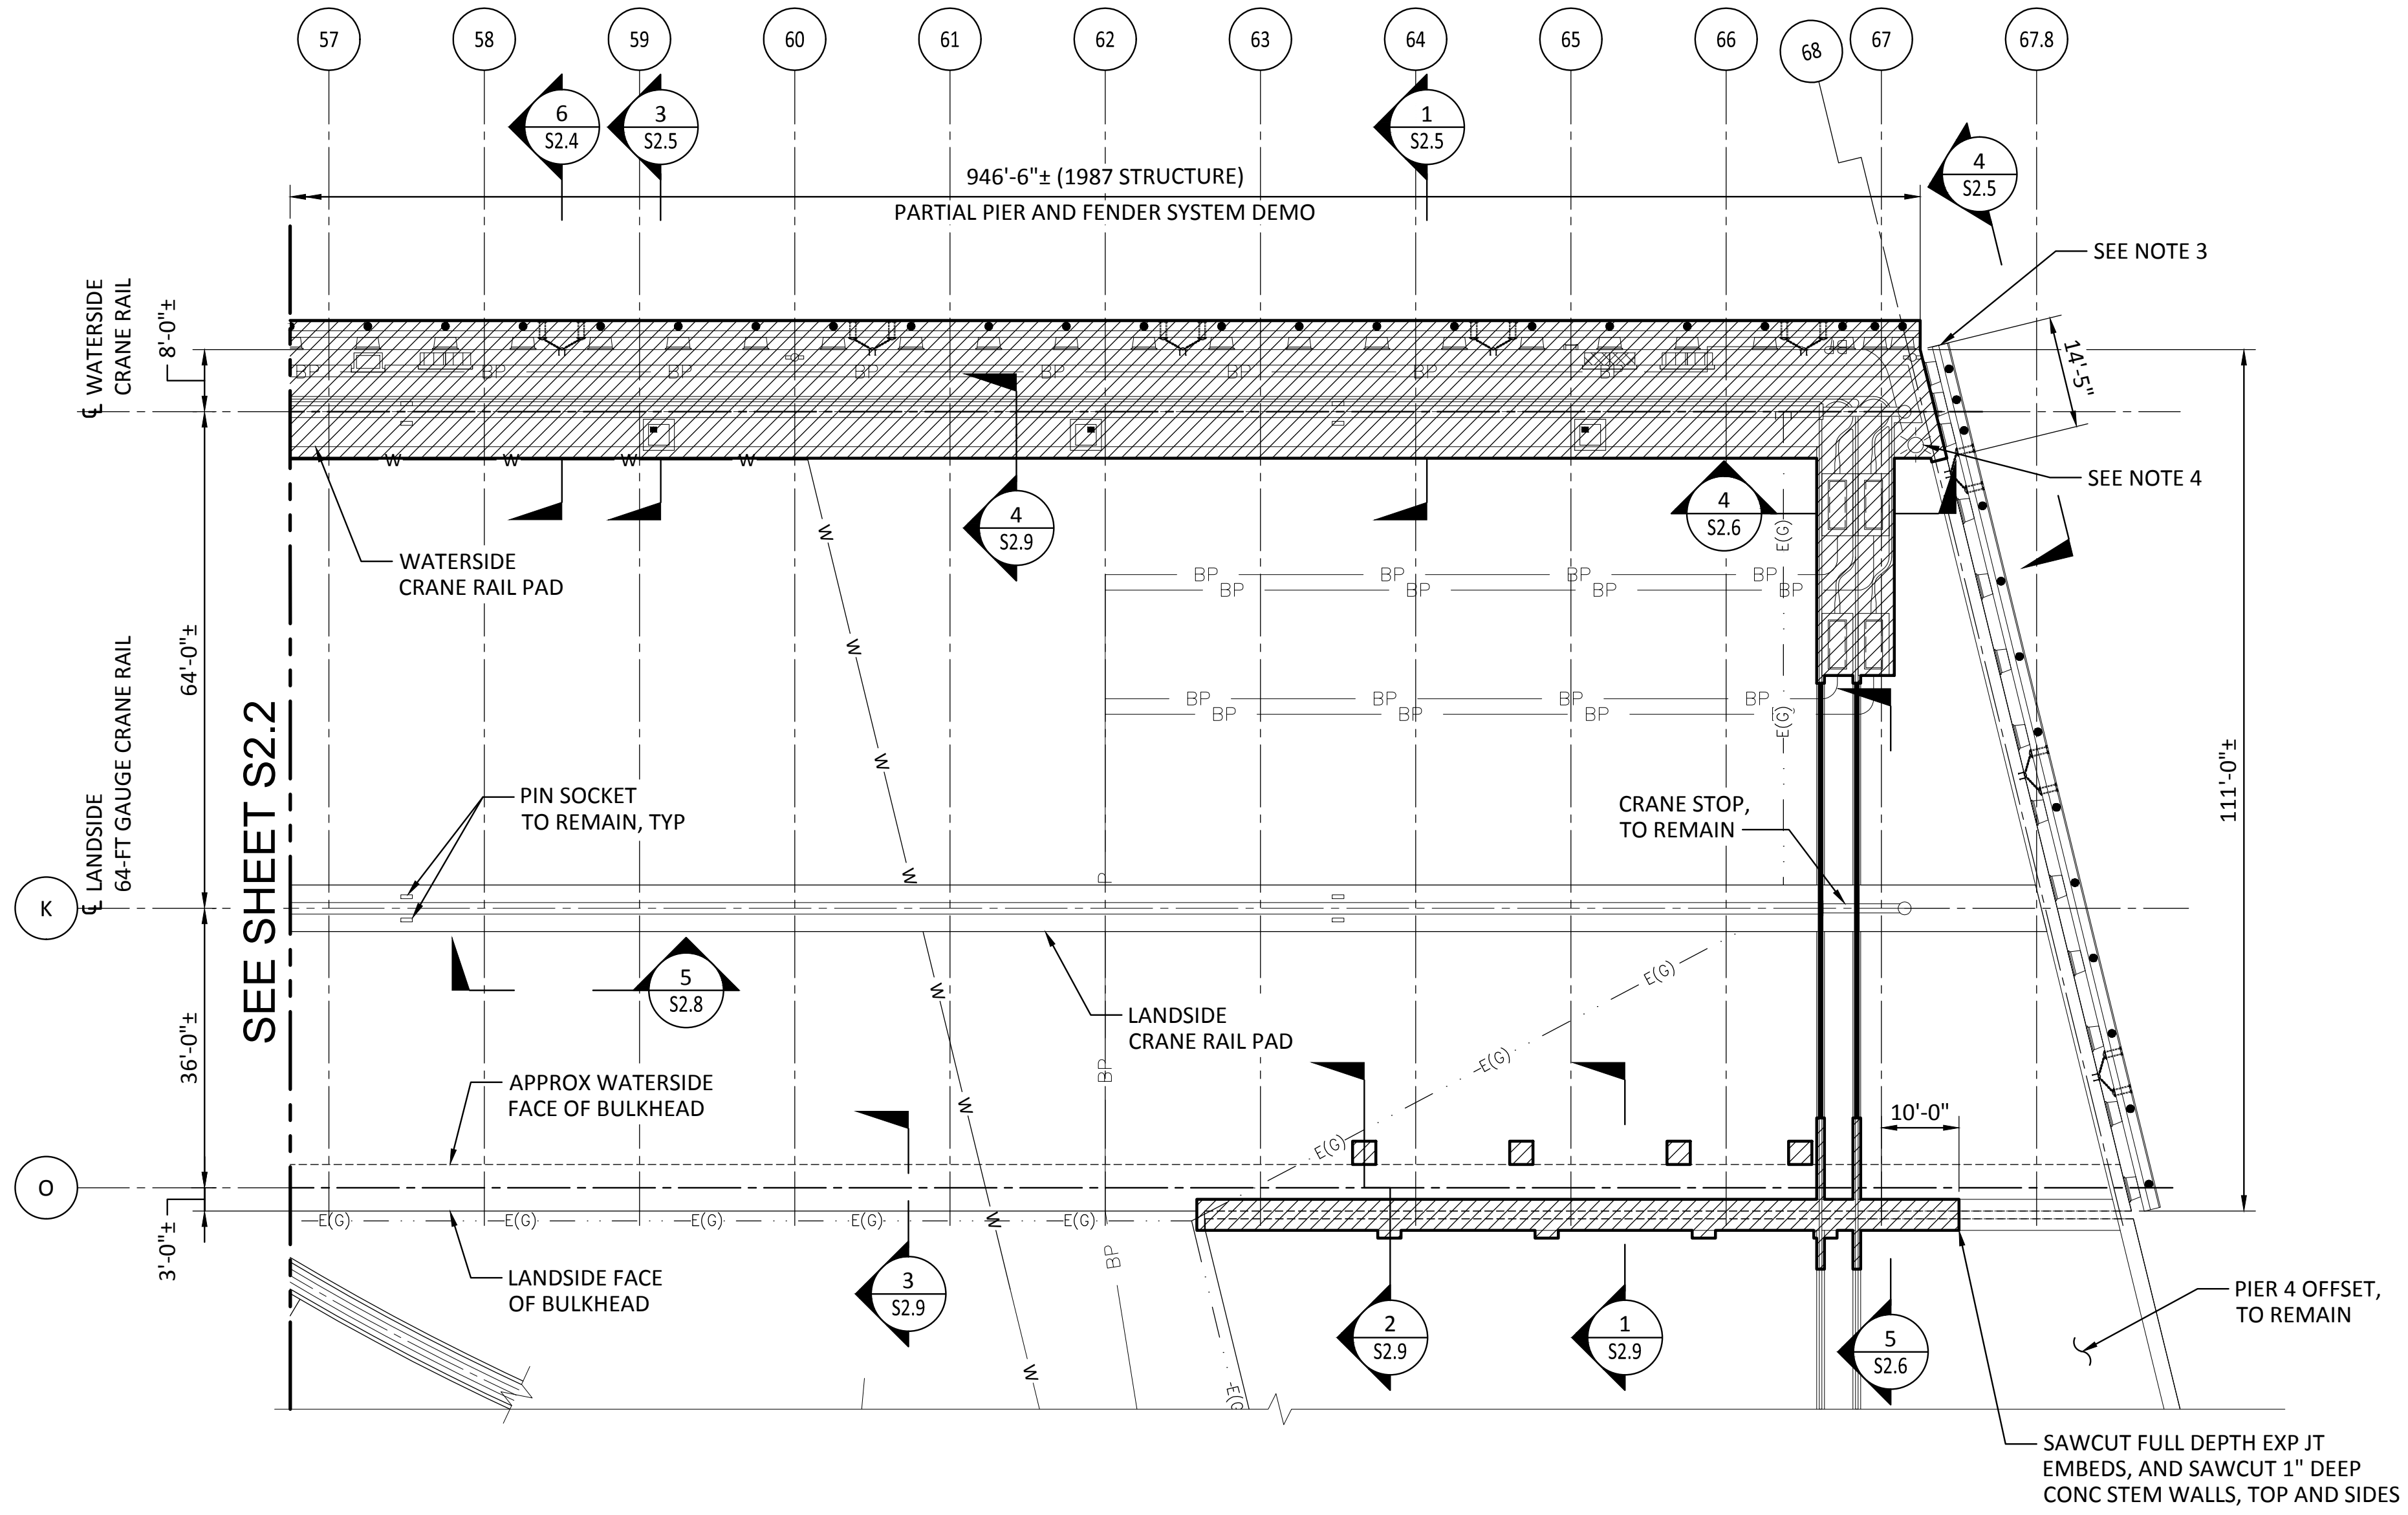 57
58
59
60
61
62
63
64
65
66
68
67
67.8
6
S2.4
3
S2.5
1
S2.5
4
S2.5
946'-6"± (1987 STRUCTURE)
PARTIAL PIER AND FENDER SYSTEM DEMO
SEE NOTE 3
℄ WATERSIDE
CRANE RAIL
8'-0"±
14'-5"
BP
BP
BP
BP
BP
BP
BP
BP
W
W
W
W
SEE NOTE 4
4
S2.9
4
S2.6
E(G)
W
WATERSIDE
CRANE RAIL PAD
BP
BP
BP
BP
BP
BP
BP
BP
64'-0"±
W
℄ LANDSIDE
64-FT GAUGE CRANE RAIL
SEE SHEET S2.2
BP
BP
BP
BP
BP
BP
BP
E(G)
W
111'-0"±
PIN SOCKET
TO REMAIN, TYP
CRANE STOP,
TO REMAIN
W
P
K
5
S2.8
W
E(G)
LANDSIDE
CRANE RAIL PAD
36'-0"±
APPROX WATERSIDE
FACE OF BULKHEAD
BP
E(G)
W
10'-0"
E(G)
O
3'-0"±
E(G)
E(G)
E(G)
E(G)
E(G)
W
BP
LANDSIDE FACE
OF BULKHEAD
3
S2.9
2
S2.9
1
S2.9
5
S2.6
PIER 4 OFFSET,
TO REMAIN
W
E(G)
SAWCUT FULL DEPTH EXP JT
EMBEDS, AND SAWCUT 1" DEEP
CONC STEM WALLS, TOP AND SIDES